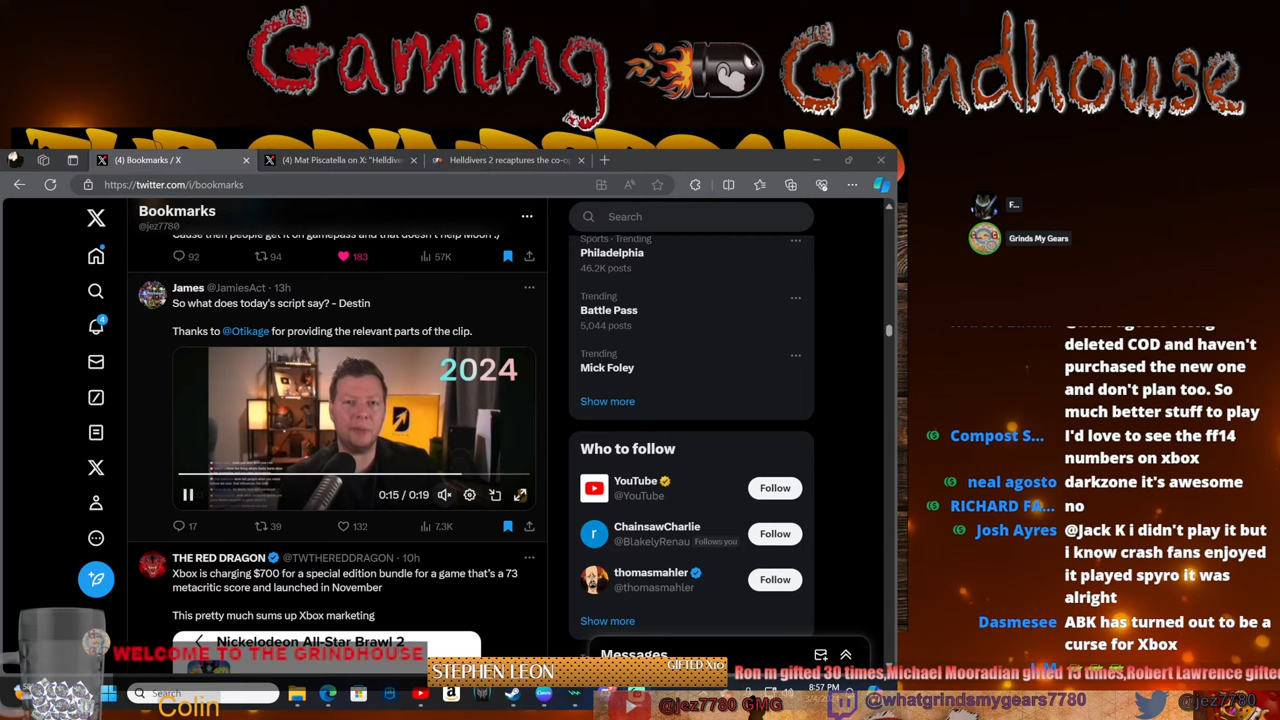 Gaming Grindhouse
(4) Bookmarks / X
(4) Mat Piscatella on X: "Helldive
Helldivers 2 recaptures the co-op
https://twitter.com/i/bookmarks
Bookmarks
@jez7780
Cause then people get it on gamepass and that doesn't help Moon :)
92
94
183
57K
James @JamiesAct · 13h
So what does today's script say? - Destin
Thanks to @Otikage for providing the relevant parts of the clip.
2024
0:15 / 0:19
17
39
132
7.3K
THE RED DRAGON @TWTHEREDDRAGON · 10h
Xbox is charging $700 for a special edition bundle for a game that's a 73
metacritic score and launched in November
This pretty much sums up Xbox marketing
Nickelodeon All-Star Brawl 2
4
Search
Sports · Trending
Philadelphia
46.2K posts
Trending
Battle Pass
5,044 posts
Trending
Mick Foley
Show more
Who to follow
YouTube
@YouTube
Follow
ChainsawCharlie
@BlakelyRenau Follows you
Follow
thomasmahler
@thomasmahler
Follow
Show more
Messages
F...
Grinds My Gears
deleted COD and haven't
purchased the new one
and don't plan too. So
much better stuff to play
Compost S... I'd love to see the ff14
numbers on xbox
neal agosto darkzone it's awesome
RICHARD FA... no
Josh Ayres @Jack K i didn't play it but
i know crash fans enjoyed
it played spyro it was
alright
Dasmesee ABK has turned out to be a
curse for Xbox
WELCOME TO THE GRINDHOUSE
STEPHEN LEON GIFTED X10
Ron m gifted 30 times,Michael Mooradian gifted 15 times,Robert Lawrence gifte
Search
8:57 PM
Colin
@jez7780 GMG
@whatgrindsmygears7780
@jez7780